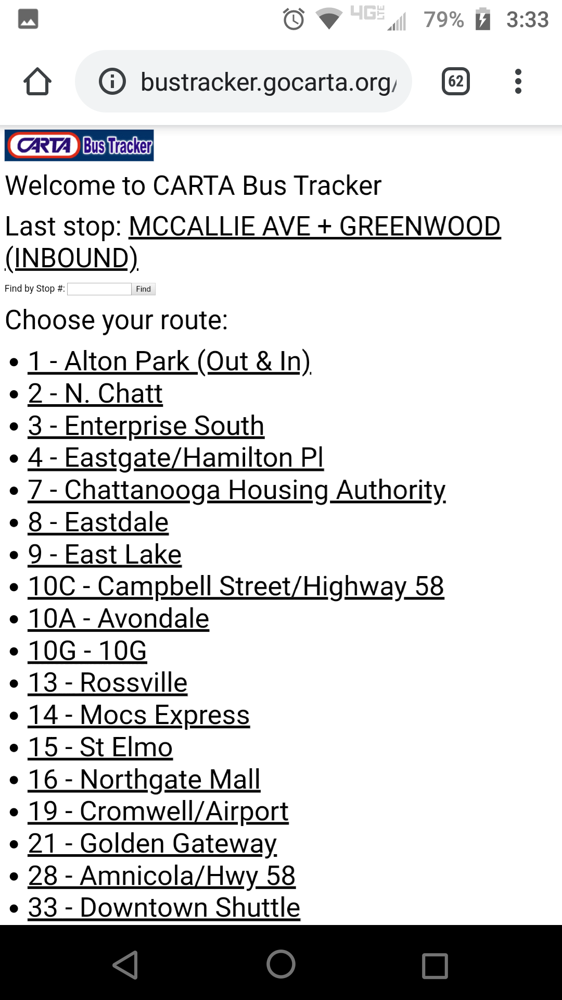 4G LTE 79% 3:33
bustracker.gocarta.org/ 62
CARTA Bus Tracker
Welcome to CARTA Bus Tracker
Last stop: MCCALLIE AVE + GREENWOOD
(INBOUND)
Find by Stop #: Find
Choose your route:
1 - Alton Park (Out & In)
2 - N. Chatt
3 - Enterprise South
4 - Eastgate/Hamilton Pl
7 - Chattanooga Housing Authority
8 - Eastdale
9 - East Lake
10C - Campbell Street/Highway 58
10A - Avondale
10G - 10G
13 - Rossville
14 - Mocs Express
15 - St Elmo
16 - Northgate Mall
19 - Cromwell/Airport
21 - Golden Gateway
28 - Amnicola/Hwy 58
33 - Downtown Shuttle